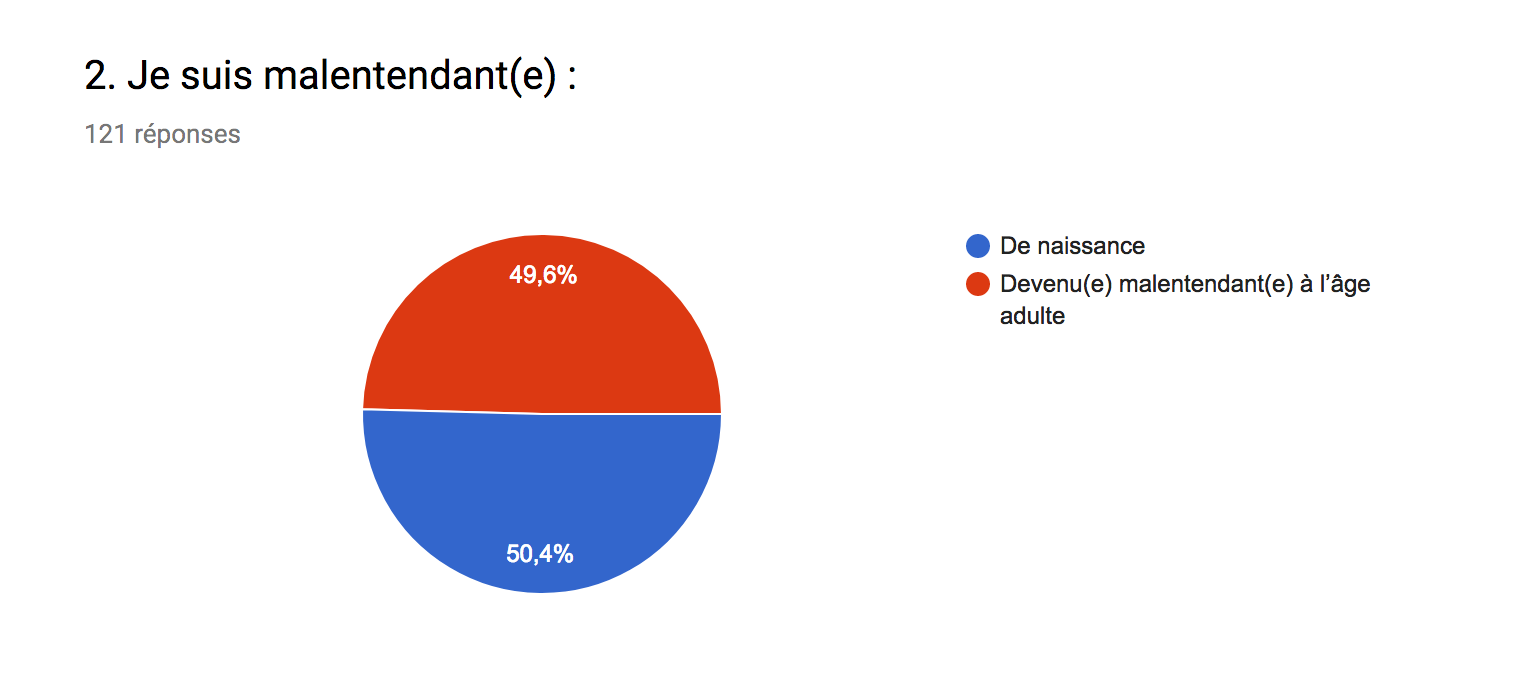 2. Je suis malentendant(e) :
121 réponses
49,6%
50,4%
De naissance
Devenu(e) malentendant(e) à l’âge
adulte